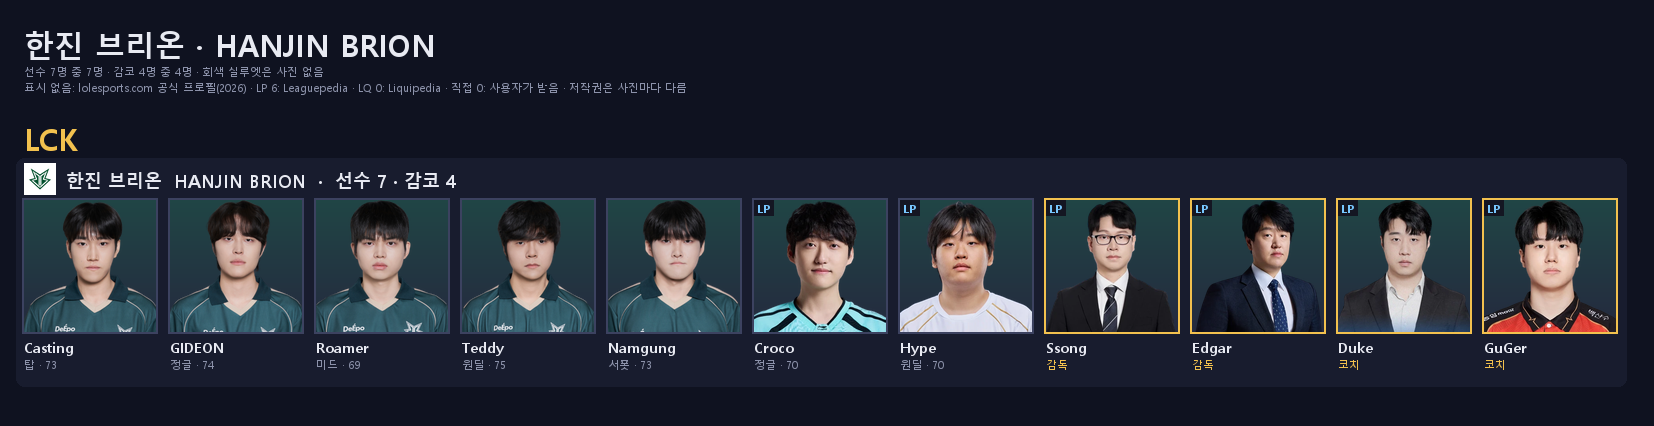 한진 브리온 · HANJIN BRION
선수 7명 중 7명 · 감코 4명 중 4명 · 회색 실루엣은 사진 없음
표시 없음: lolesports.com 공식 프로필(2026) · LP 6: Leaguepedia · LQ 0: Liquipedia · 직접 0: 사용자가 받음 · 저작권은 사진마다 다름
LCK
한진 브리온 HANJIN BRION · 선수 7 · 감코 4
LP LP LP LP LP LP
Casting GIDEON Roamer Teddy Namgung Croco Hype Ssong Edgar Duke GuGer
탑 · 73 정글 · 74 미드 · 69 원딜 · 75 서폿 · 73 정글 · 70 원딜 · 70 감독 감독 코치 코치